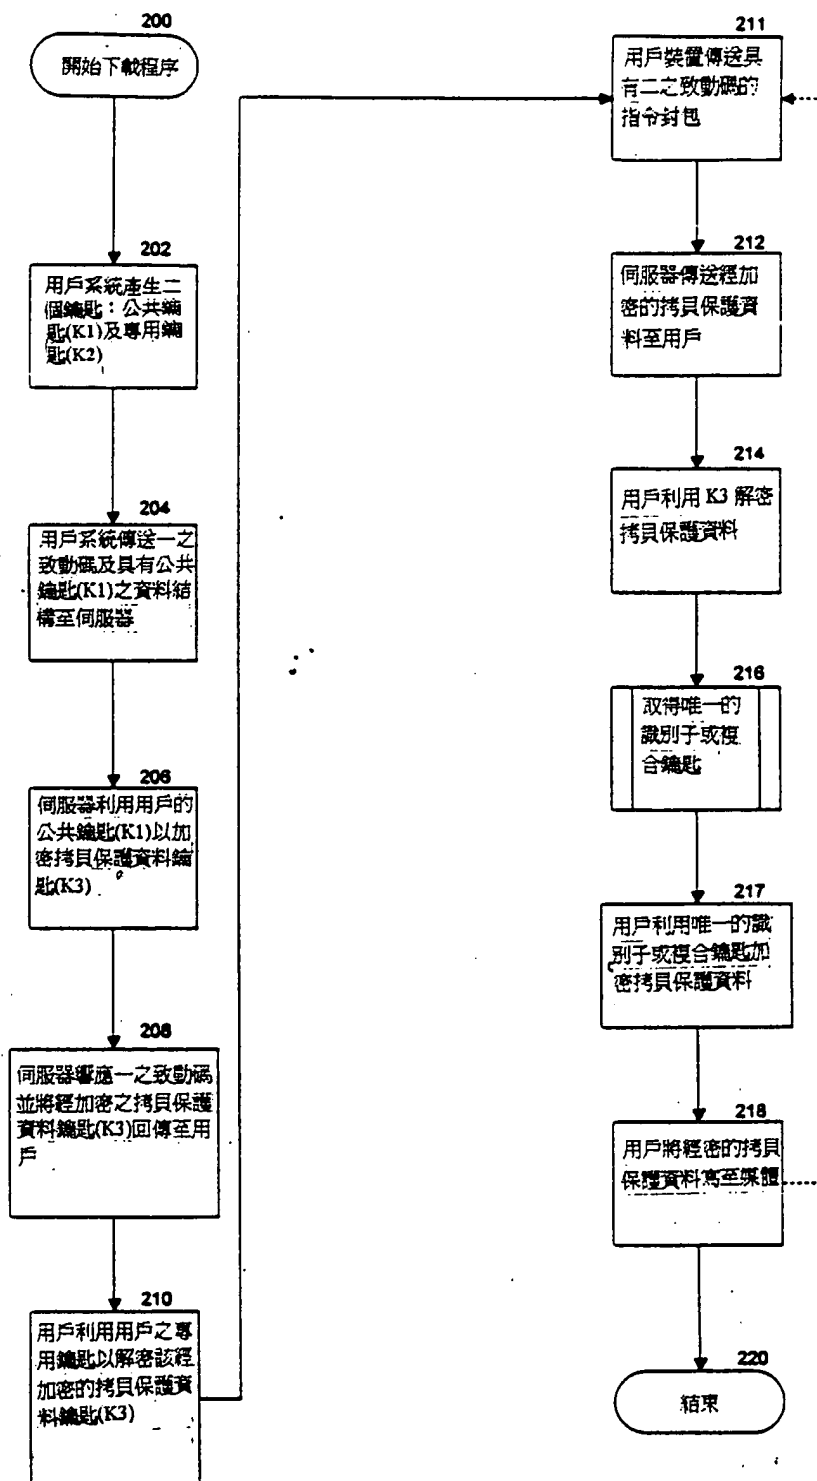 200
開始下載程序
202
用戶系統產生二
個鑰匙：公共鑰
匙(K1)及專用鑰
匙(K2)
204
用戶系統傳送一之
致動碼及具有公共
鑰匙(K1)之資料結
構至伺服器
206
伺服器利用用戶的
公共鑰匙(K1)以加
密拷貝保護資料鑰
匙(K3)
208
伺服器響應一之致動碼
並將經加密之拷貝保護
資料鑰匙(K3)回傳至用
戶
210
用戶利用用戶之專
用鑰匙以解密該經
加密的拷貝保護資
料鑰匙(K3)
211
用戶裝置傳送具
有二之致動碼的
指令封包
212
伺服器傳送經加
密的拷貝保護資
料至用戶
214
用戶利用 K3 解密
拷貝保護資料
216
取得唯一的
識別子或複
合鑰匙
217
用戶利用唯一的識
別子或複合鑰匙加
密拷貝保護資料
218
用戶將經密的拷貝
保護資料寫至媒體
220
結束